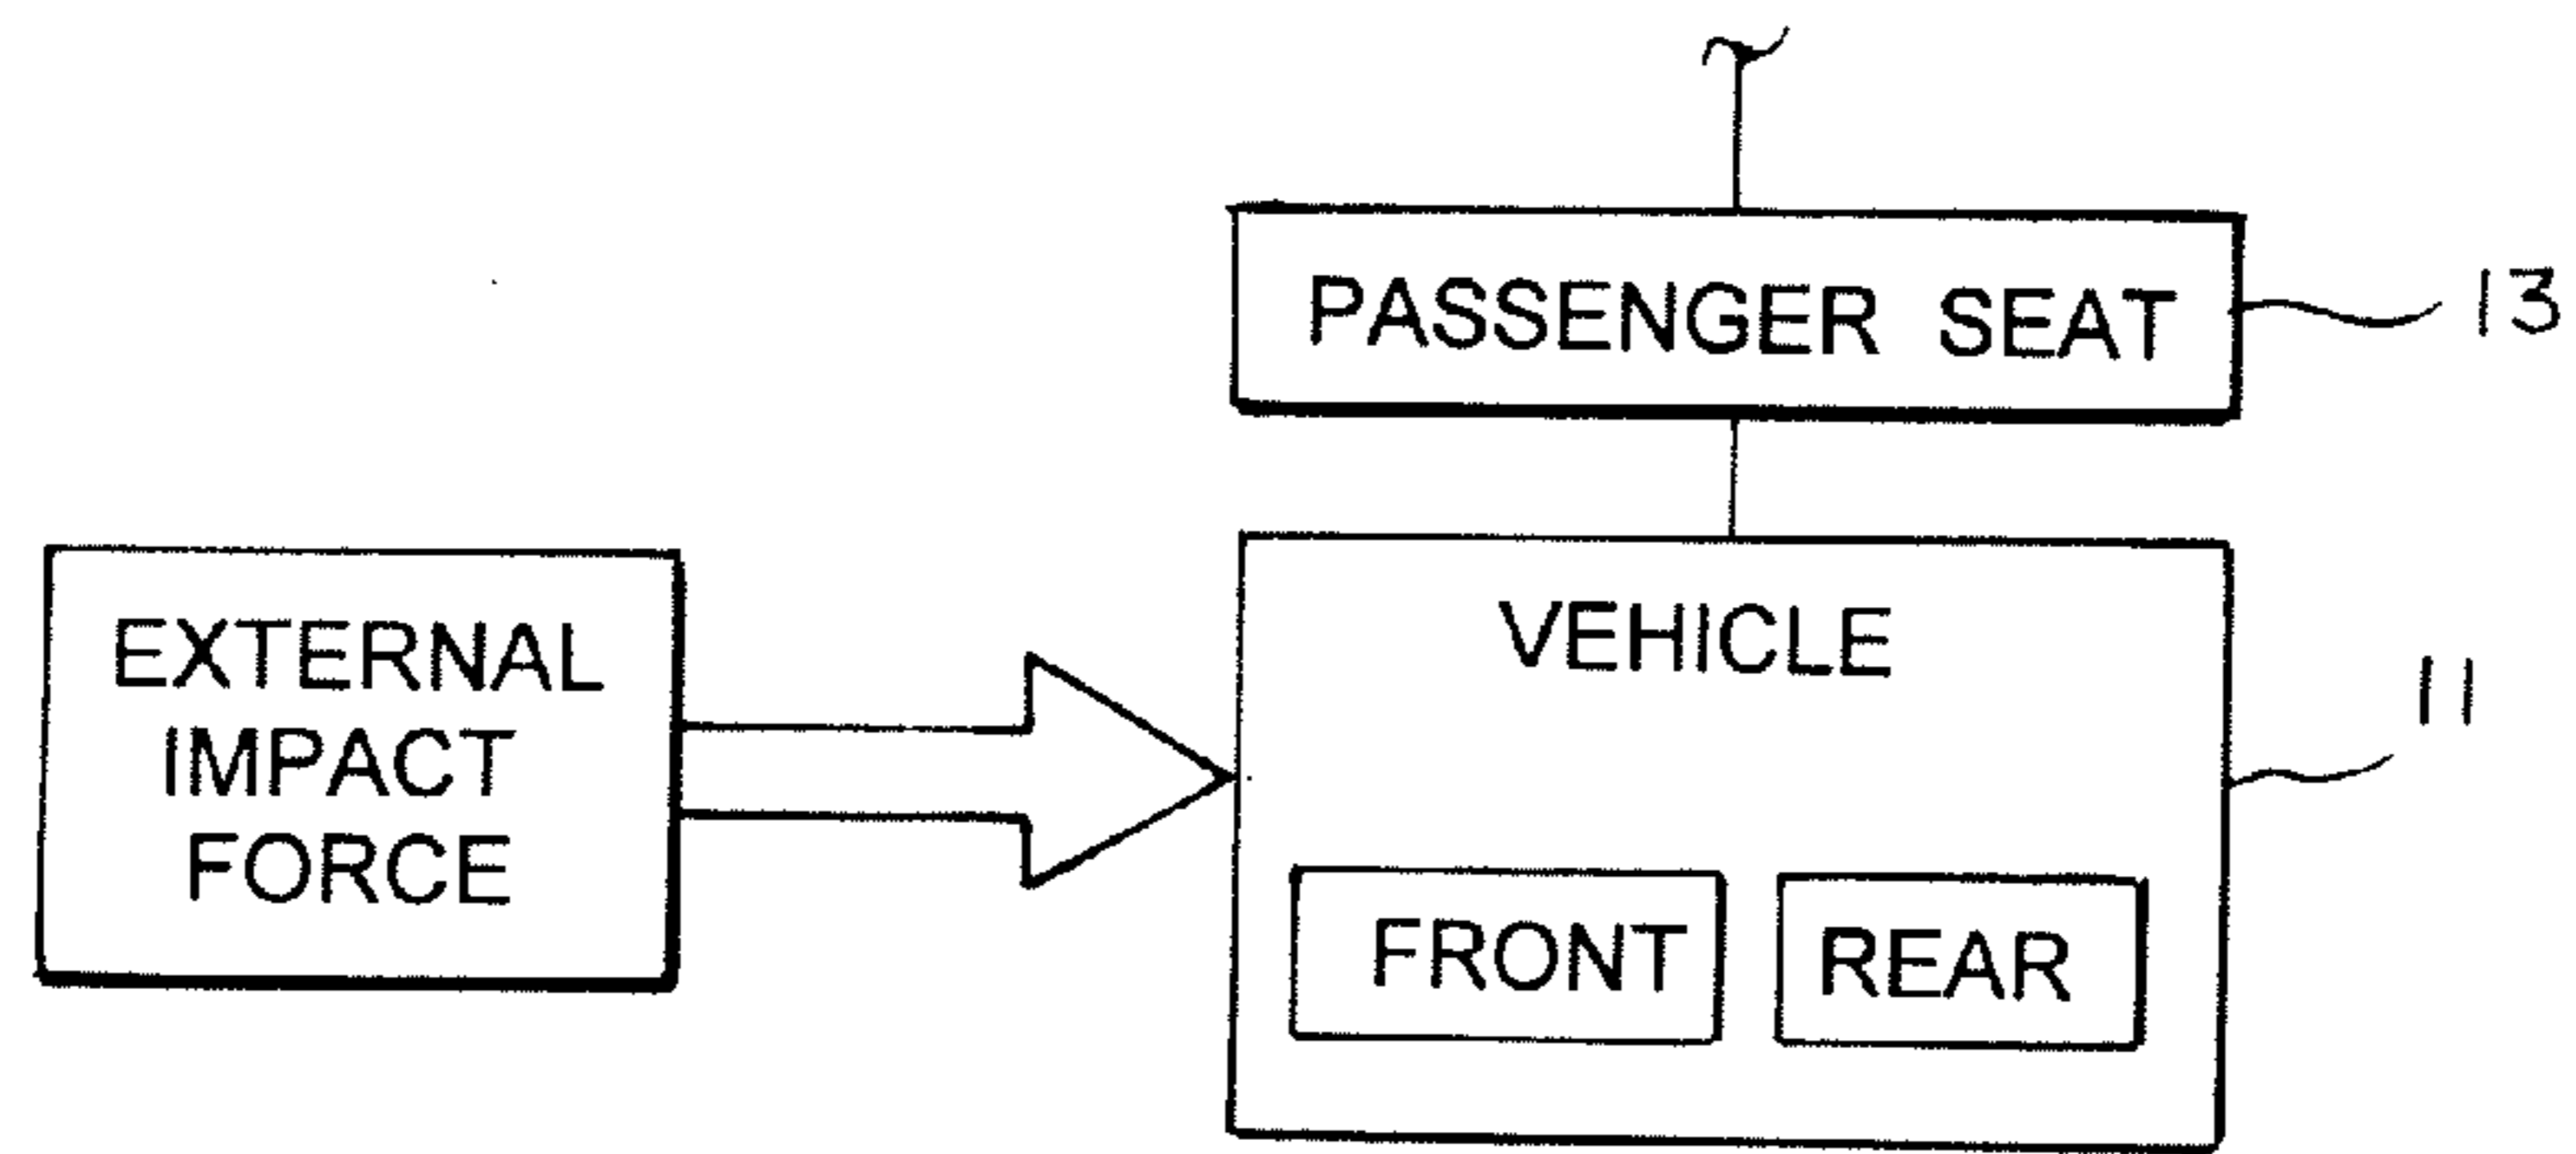 PASSENGER SEAT
13
EXTERNAL
IMPACT
FORCE
VEHICLE
11
FRONT
REAR